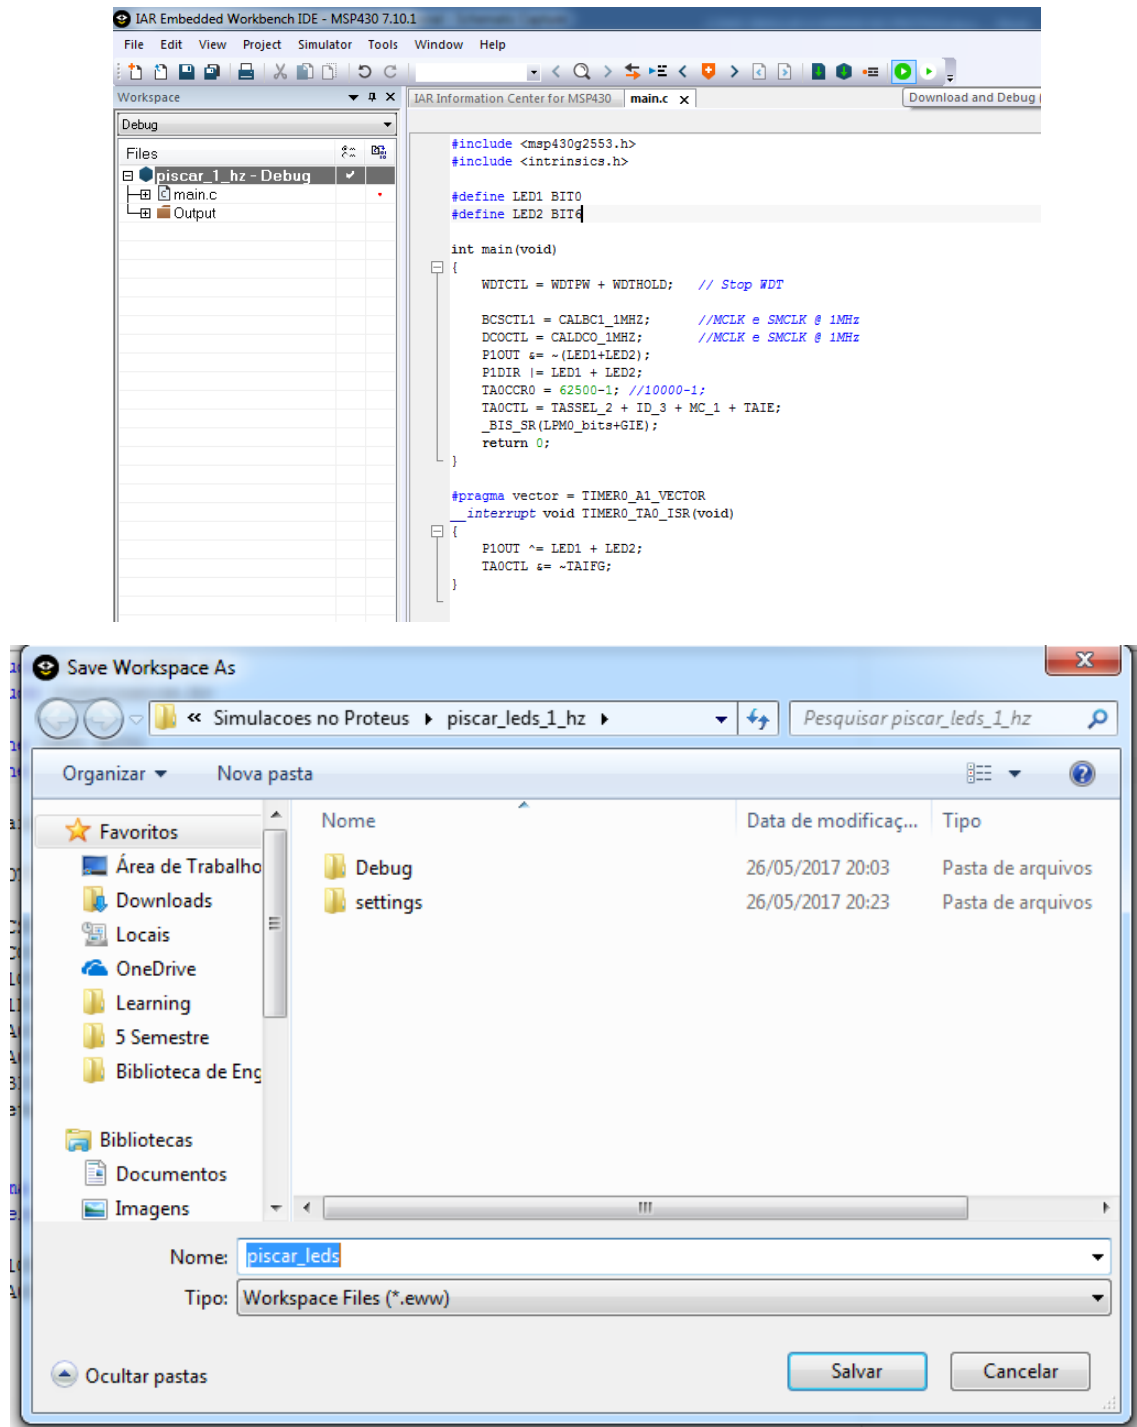 IAR Embedded Workbench IDE - MSP430 7.10.1
File Edit View Project Simulator Tools Window Help
Workspace
IAR Information Center for MSP430 main.c x
Download and Debug
Debug
Files
piscar_1_hz - Debug
main.c
Output
#include <msp430g2553.h>
#include <intrinsics.h>
#define LED1 BIT0
#define LED2 BIT6
int main(void)
{
WDTCTL = WDTPW + WDTHOLD; // Stop WDT
BCSCTL1 = CALBC1_1MHZ; //MCLK e SMCLK @ 1MHz
DCOCTL = CALDCO_1MHZ; //MCLK e SMCLK @ 1MHz
P1OUT &= ~(LED1+LED2);
P1DIR |= LED1 + LED2;
TA0CCR0 = 62500-1; //10000-1;
TA0CTL = TASSEL_2 + ID_3 + MC_1 + TAIE;
_BIS_SR(LPM0_bits+GIE);
return 0;
}
#pragma vector = TIMER0_A1_VECTOR
__interrupt void TIMER0_TA0_ISR(void)
{
P1OUT ^= LED1 + LED2;
TA0CTL &= ~TAIFG;
}
Save Workspace As
« Simulacoes no Proteus piscar_leds_1_hz
Pesquisar piscar_leds_1_hz
Organizar Nova pasta
Nome Data de modificaç... Tipo
Favoritos
Área de Trabalho
Downloads
Locais
OneDrive
Learning
5 Semestre
Biblioteca de Eng
Bibliotecas
Documentos
Imagens
Debug 26/05/2017 20:03 Pasta de arquivos
settings 26/05/2017 20:23 Pasta de arquivos
Nome: piscar_leds
Tipo: Workspace Files (*.eww)
Ocultar pastas
Salvar Cancelar